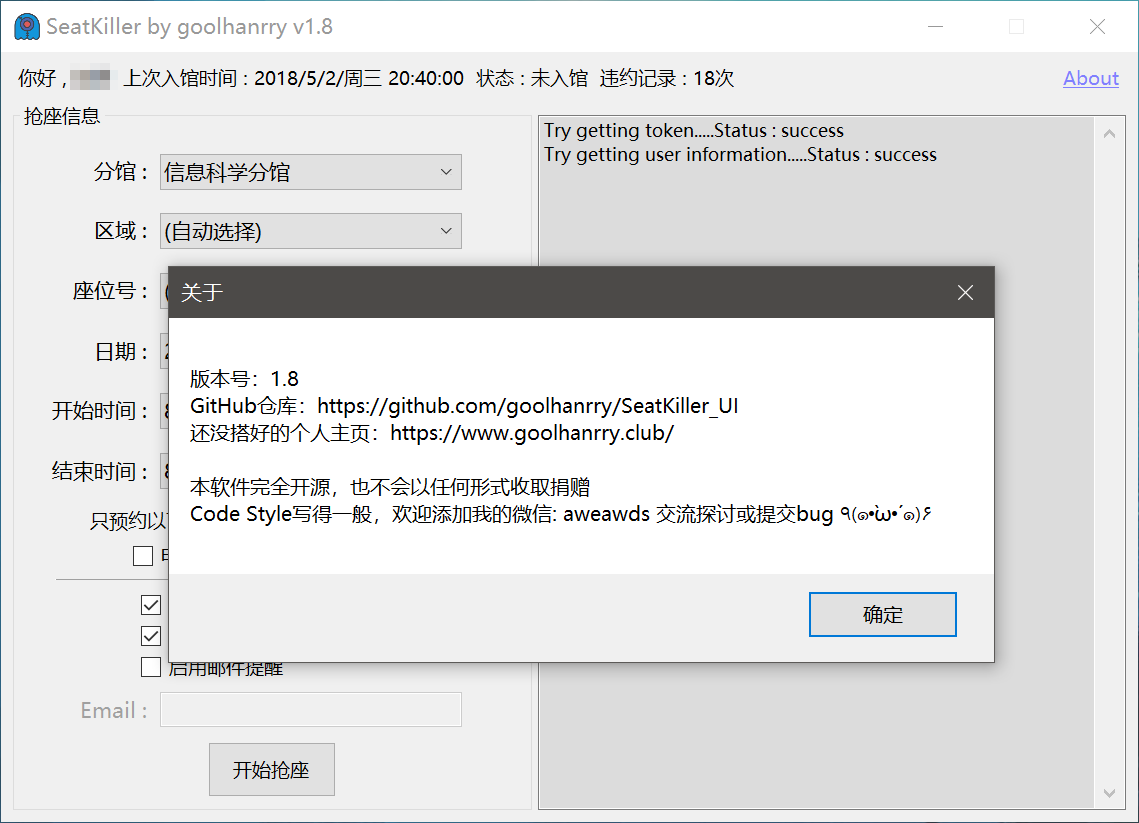 SeatKiller by goolhanrry v1.8
你好 , 上次入馆时间 : 2018/5/2/周三 20:40:00 状态 : 未入馆 违约记录 : 18次
About
抢座信息
Try getting token.....Status : success
Try getting user information.....Status : success
分馆 : 信息科学分馆
区域 : (自动选择)
座位号 :
日期 :
开始时间 :
结束时间 :
只预约以
关于
版本号：1.8
GitHub仓库：https://github.com/goolhanrry/SeatKiller_UI
还没搭好的个人主页：https://www.goolhanrry.club/
本软件完全开源，也不会以任何形式收取捐赠
Code Style写得一般，欢迎添加我的微信: aweawds 交流探讨或提交bug ٩(๑•̀ω•́๑)۶
确定
启用邮件提醒
Email :
开始抢座